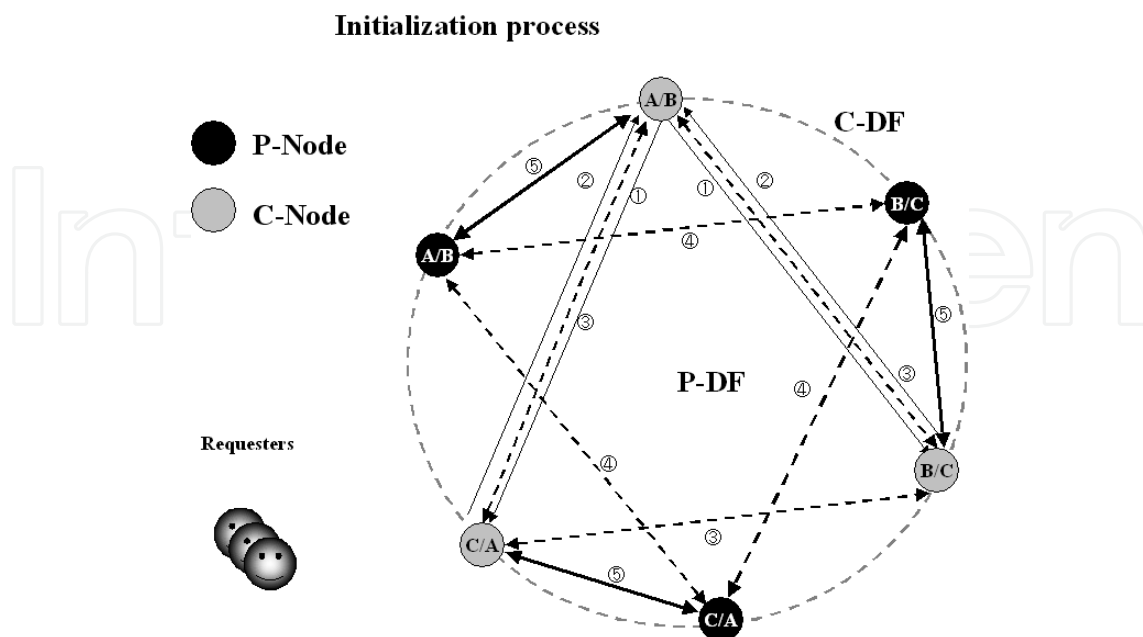 Initialization process
A/B
C-DF
P-Node
⑤
②
①
①
②
B/C
C-Node
④
A/B
⑤
③
P-DF
③
④
Requesters
④
B/C
③
C/A
⑤
C/A